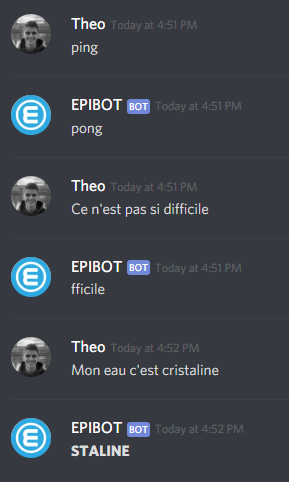 Theo Today at 4:51 PM
ping
EPIBOT BOT Today at 4:51 PM
pong
Theo Today at 4:51 PM
Ce n'est pas si difficile
EPIBOT BOT Today at 4:51 PM
fficile
Theo Today at 4:52 PM
Mon eau c'est cristaline
EPIBOT BOT Today at 4:52 PM
STALINE